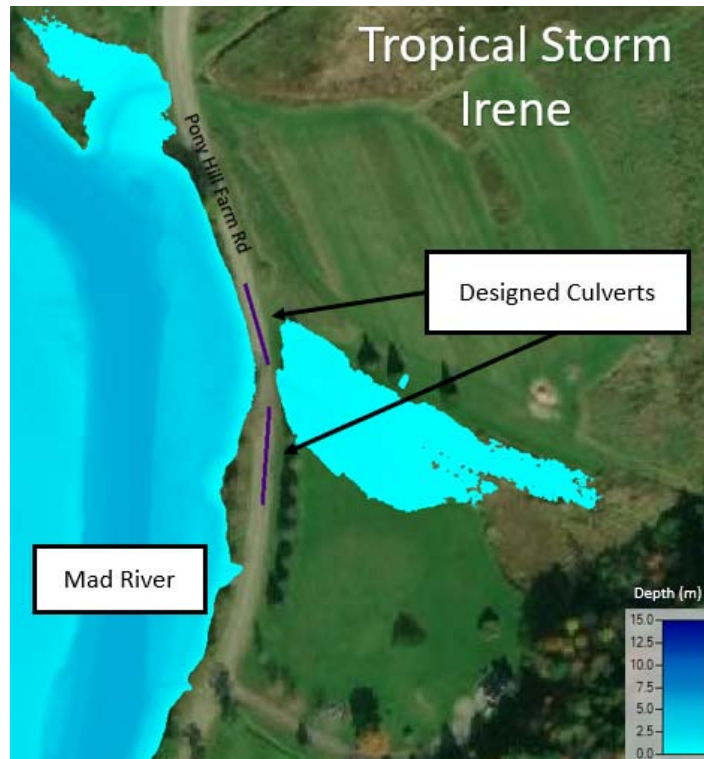 Tropical Storm
Irene
Pony Hill Farm Rd
Designed Culverts
Mad River
Depth (m)
15.0
12.5
10.0
7.5
5.0
2.5
0.0